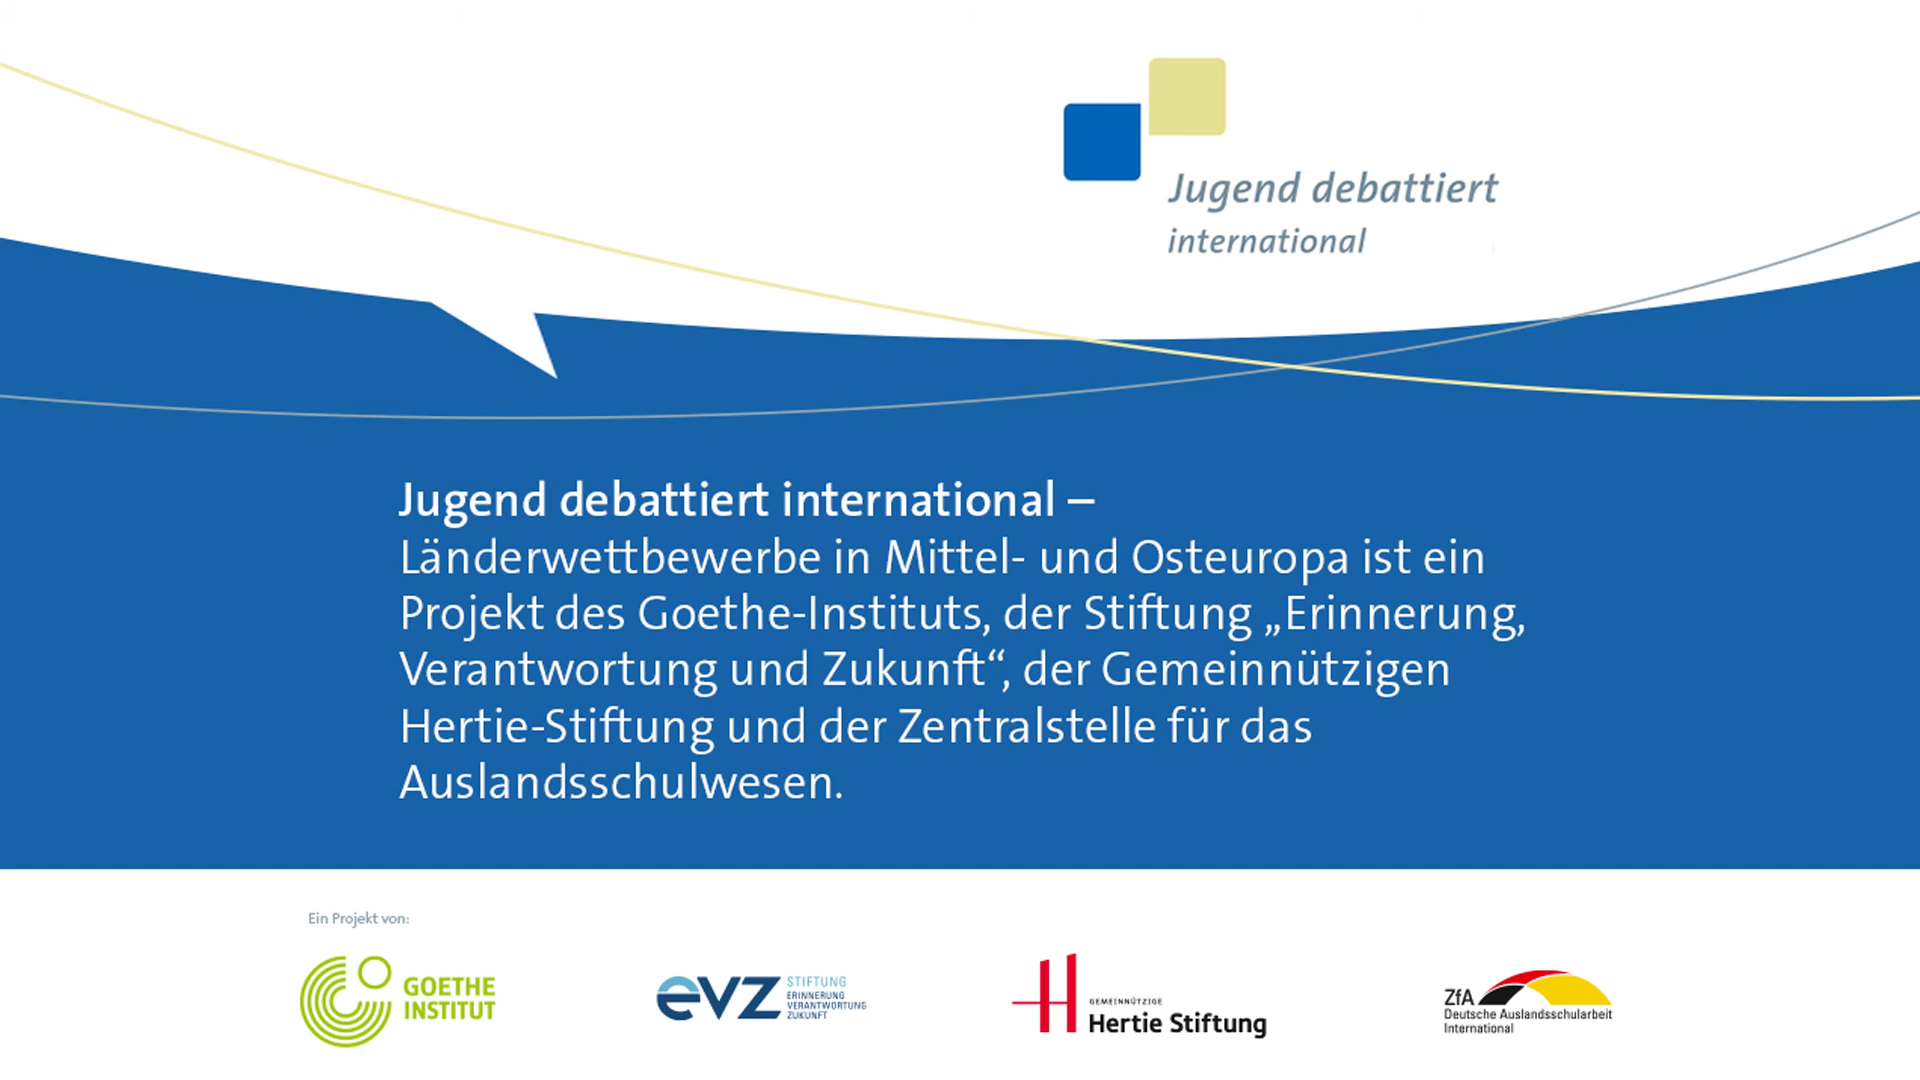 Jugend debattiert
international
Jugend debattiert international –
Länderwettbewerbe in Mittel- und Osteuropa ist ein
Projekt des Goethe-Instituts, der Stiftung „Erinnerung,
Verantwortung und Zukunft“, der Gemeinnützigen
Hertie-Stiftung und der Zentralstelle für das
Auslandsschulwesen.
Ein Projekt von:
GOETHE
INSTITUT
evz
STIFTUNG
ERINNERUNG
VERANTWORTUNG
ZUKUNFT
GEMEINNÜTZIGE
Hertie Stiftung
ZfA
Deutsche Auslandsschularbeit
International